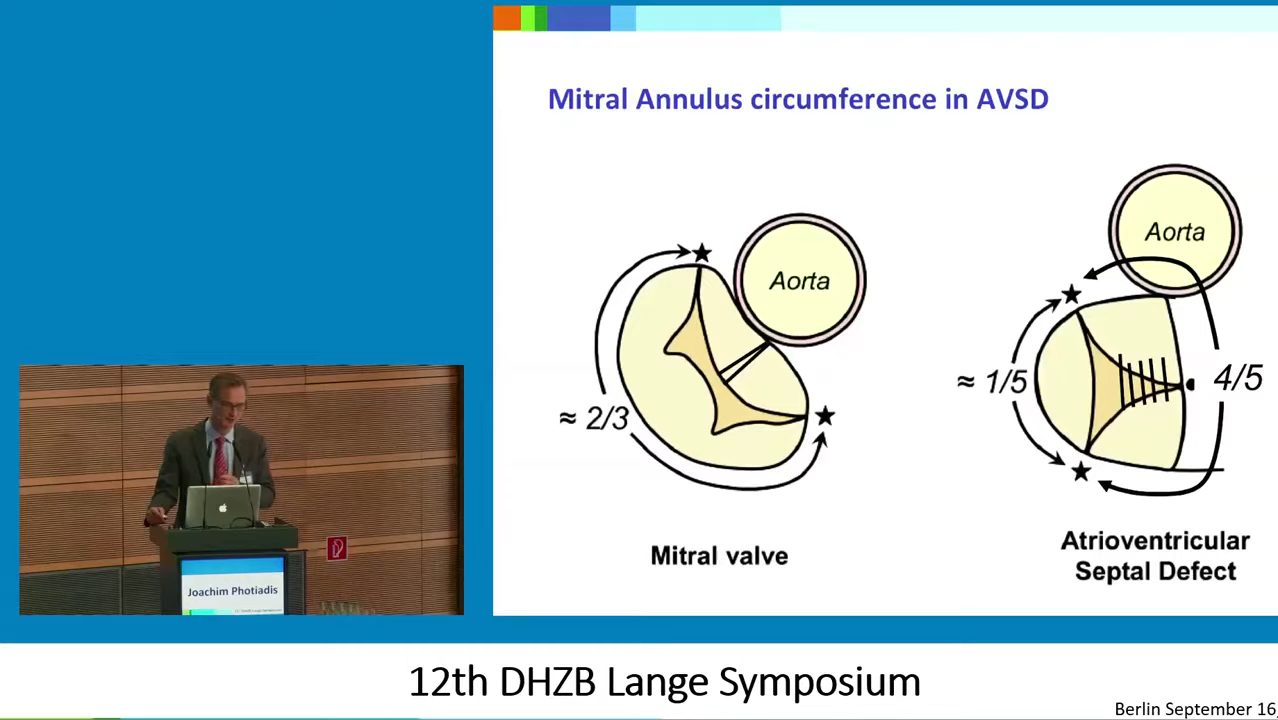 Mitral Annulus circumference in AVSD
Aorta
≈ 2/3
Mitral valve
Aorta
≈ 1/5
4/5
Atrioventricular
Septal Defect
Joachim Photiadis
12th DHZB Lange Symposium
Berlin September 16